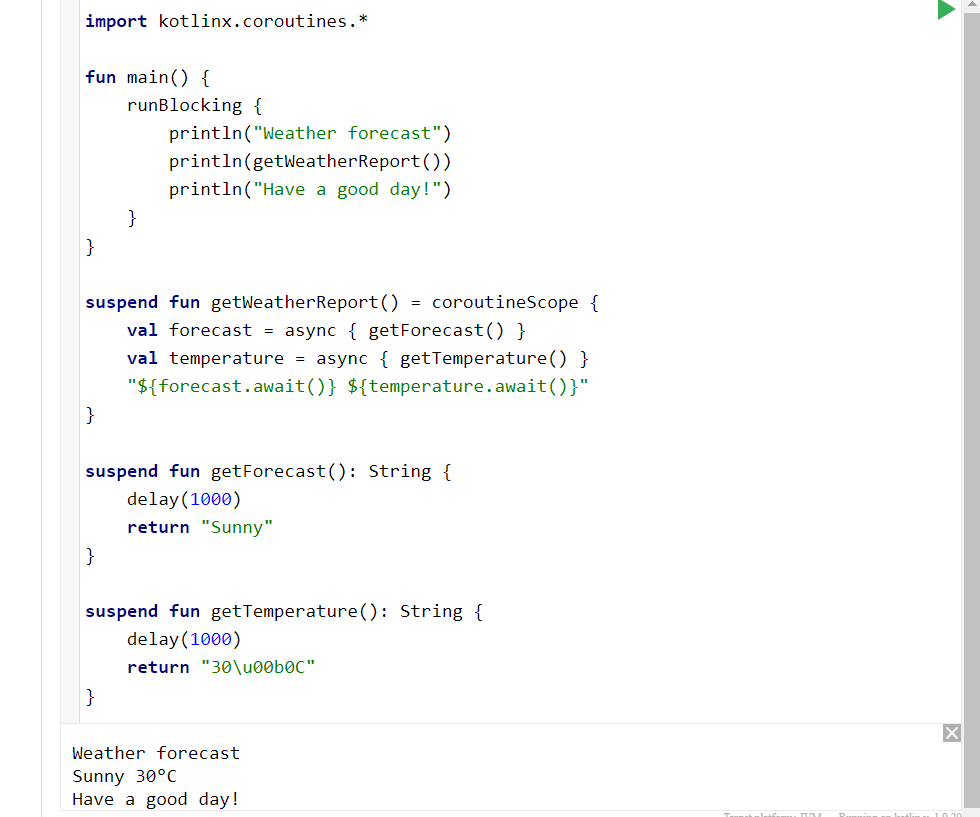 import kotlinx.coroutines.*
fun main() {
    runBlocking {
        println("Weather forecast")
        println(getWeatherReport())
        println("Have a good day!")
    }
}
suspend fun getWeatherReport() = coroutineScope {
    val forecast = async { getForecast() }
    val temperature = async { getTemperature() }
    "${forecast.await()} ${temperature.await()}"
}
suspend fun getForecast(): String {
    delay(1000)
    return "Sunny"
}
suspend fun getTemperature(): String {
    delay(1000)
    return "30\u00b0C"
}
Weather forecast
Sunny 30°C
Have a good day!